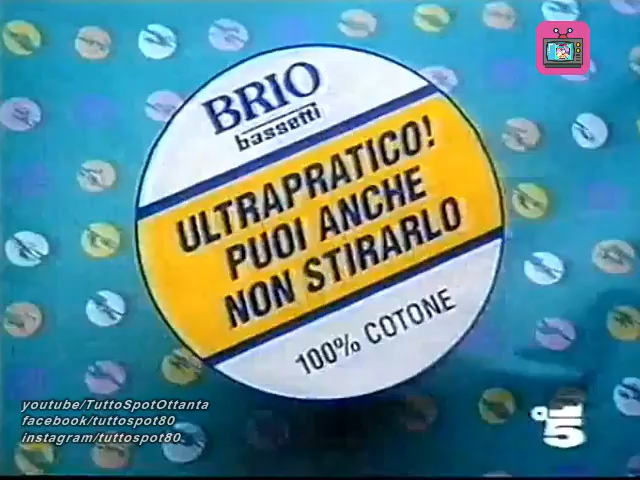 BRIO
bassetti
ULTRAPRATICO!
PUOI ANCHE
NON STIRARLO
100% COTONE
youtube/TuttoSpotOttanta
facebook/tuttospot80
instagram/tuttospot80
5